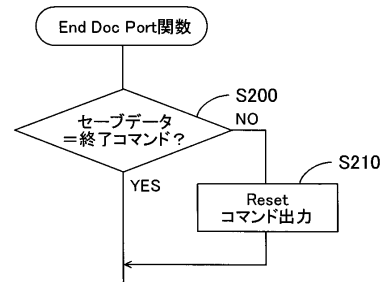 End Doc Port関数
S200
セーブデータ
＝終了コマンド？
NO
YES
S210
Reset
コマンド出力